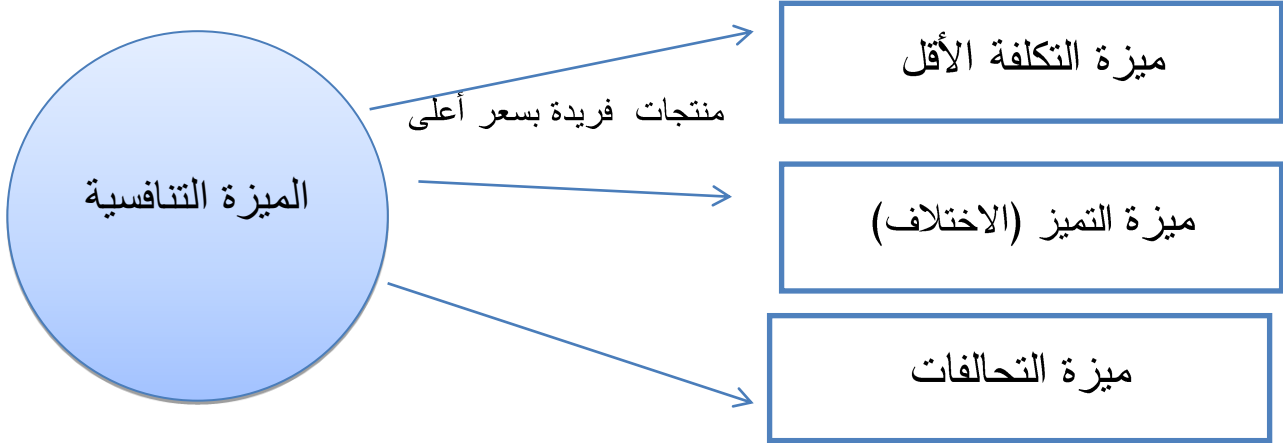 ميزة التكلفة الأقل
منتجات فريدة بسعر أعلى
الميزة التنافسية
ميزة التميز (الاختلاف)
ميزة التحالفات